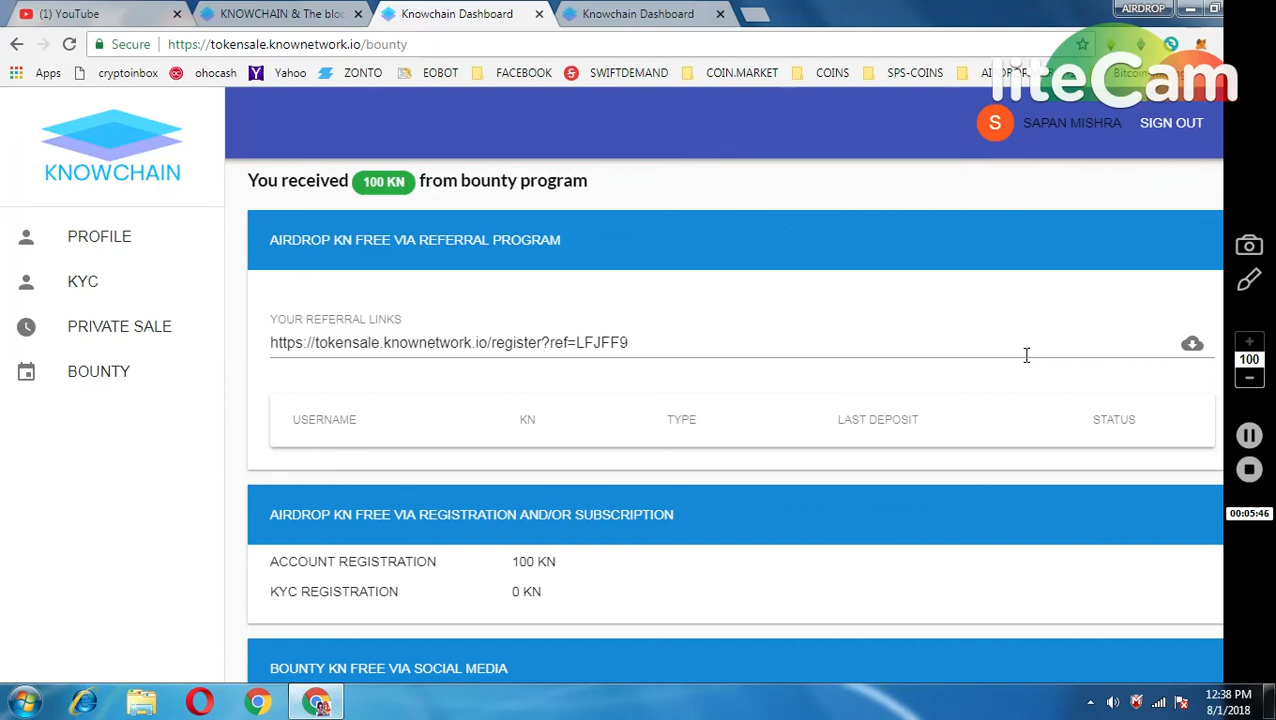 (1) YouTube
KNOWCHAIN & The bloc
Knowchain Dashboard
Knowchain Dashboard
AIRDROP
Secure
https://tokensale.knownetwork.io/bounty
Apps
cryptoinbox
ohocash
Yahoo
ZONTO
EOBOT
FACEBOOK
SWIFTDEMAND
COIN.MARKET
COINS
SPS-COINS
liteCam
KNOWCHAIN
S
SAPAN MISHRA
SIGN OUT
PROFILE
KYC
PRIVATE SALE
BOUNTY
You received 100 KN from bounty program
AIRDROP KN FREE VIA REFERRAL PROGRAM
YOUR REFERRAL LINKS
https://tokensale.knownetwork.io/register?ref=LFJFF9
USERNAME KN TYPE LAST DEPOSIT STATUS
AIRDROP KN FREE VIA REGISTRATION AND/OR SUBSCRIPTION
ACCOUNT REGISTRATION 100 KN
KYC REGISTRATION 0 KN
BOUNTY KN FREE VIA SOCIAL MEDIA
100
00:05:46
12:38 PM
8/1/2018